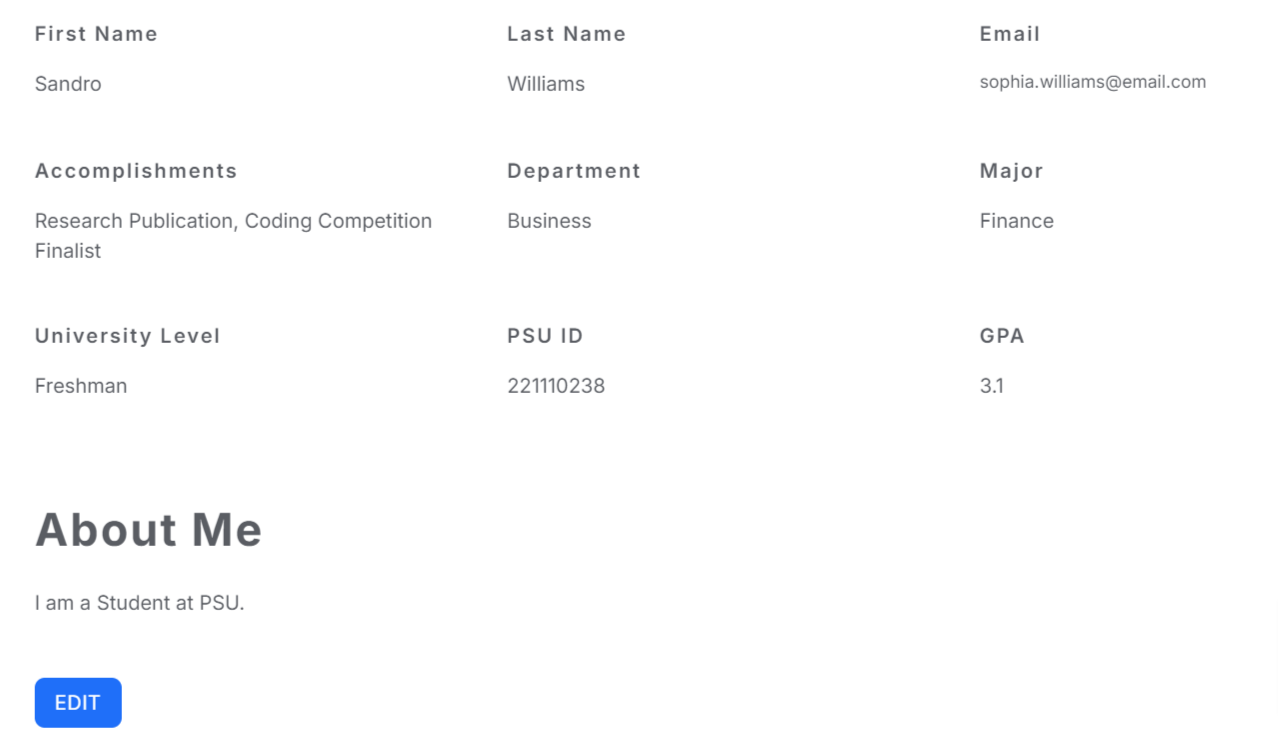 First Name
Last Name
Email
Sandro
Williams
sophia.williams@email.com
Accomplishments
Department
Major
Research Publication, Coding Competition
Finalist
Business
Finance
University Level
PSU ID
GPA
Freshman
221110238
3.1
About Me
I am a Student at PSU.
EDIT